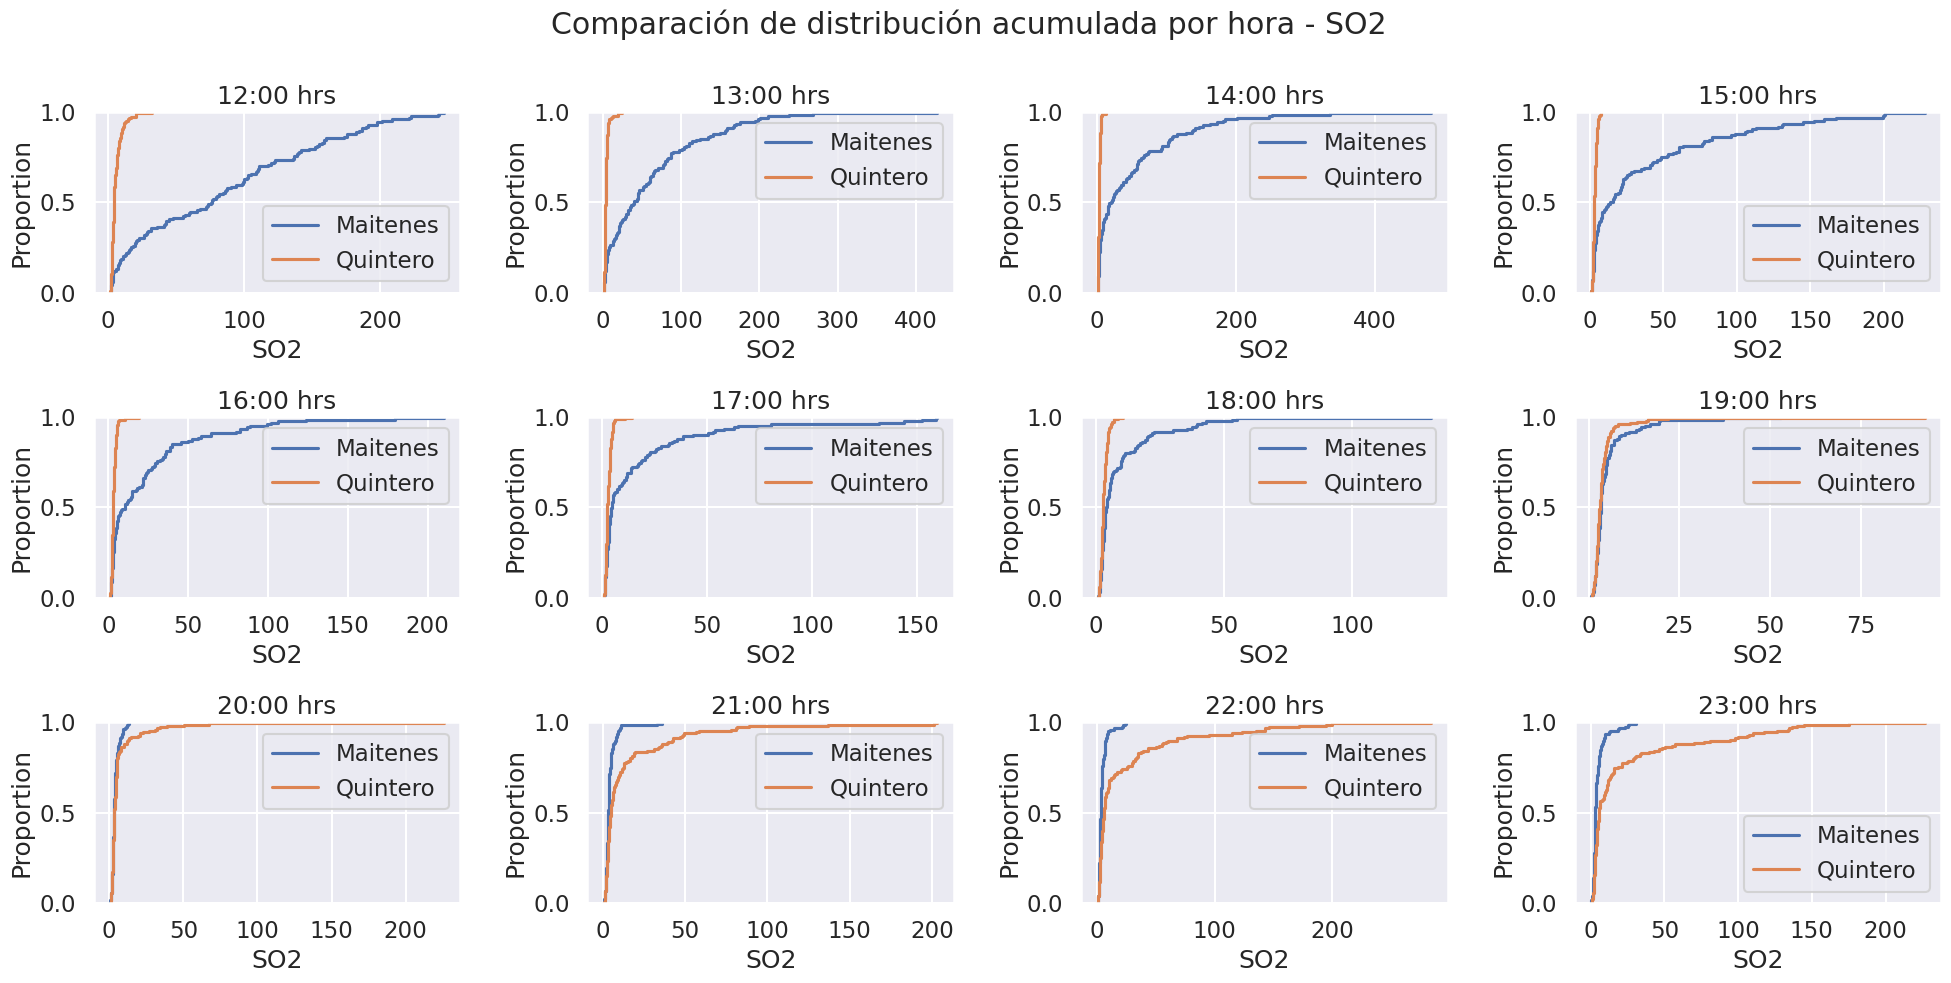 Comparación de distribución acumulada por hora - SO2
12:00 hrs
1.0
0.5
0.0
Proportion
Maitenes
Quintero
0 100 200
SO2
13:00 hrs
1.0
0.5
0.0
Proportion
Maitenes
Quintero
0 100 200 300 400
SO2
14:00 hrs
1.0
0.5
0.0
Proportion
Maitenes
Quintero
0 200 400
SO2
15:00 hrs
1.0
0.5
0.0
Proportion
Maitenes
Quintero
0 50 100 150 200
SO2
16:00 hrs
1.0
0.5
0.0
Proportion
Maitenes
Quintero
0 50 100 150 200
SO2
17:00 hrs
1.0
0.5
0.0
Proportion
Maitenes
Quintero
0 50 100 150
SO2
18:00 hrs
1.0
0.5
0.0
Proportion
Maitenes
Quintero
0 50 100
SO2
19:00 hrs
1.0
0.5
0.0
Proportion
Maitenes
Quintero
0 25 50 75
SO2
20:00 hrs
1.0
0.5
0.0
Proportion
Maitenes
Quintero
0 50 100 150 200
SO2
21:00 hrs
1.0
0.5
0.0
Proportion
Maitenes
Quintero
0 50 100 150 200
SO2
22:00 hrs
1.0
0.5
0.0
Proportion
Maitenes
Quintero
0 100 200
SO2
23:00 hrs
1.0
0.5
0.0
Proportion
Maitenes
Quintero
0 50 100 150 200
SO2